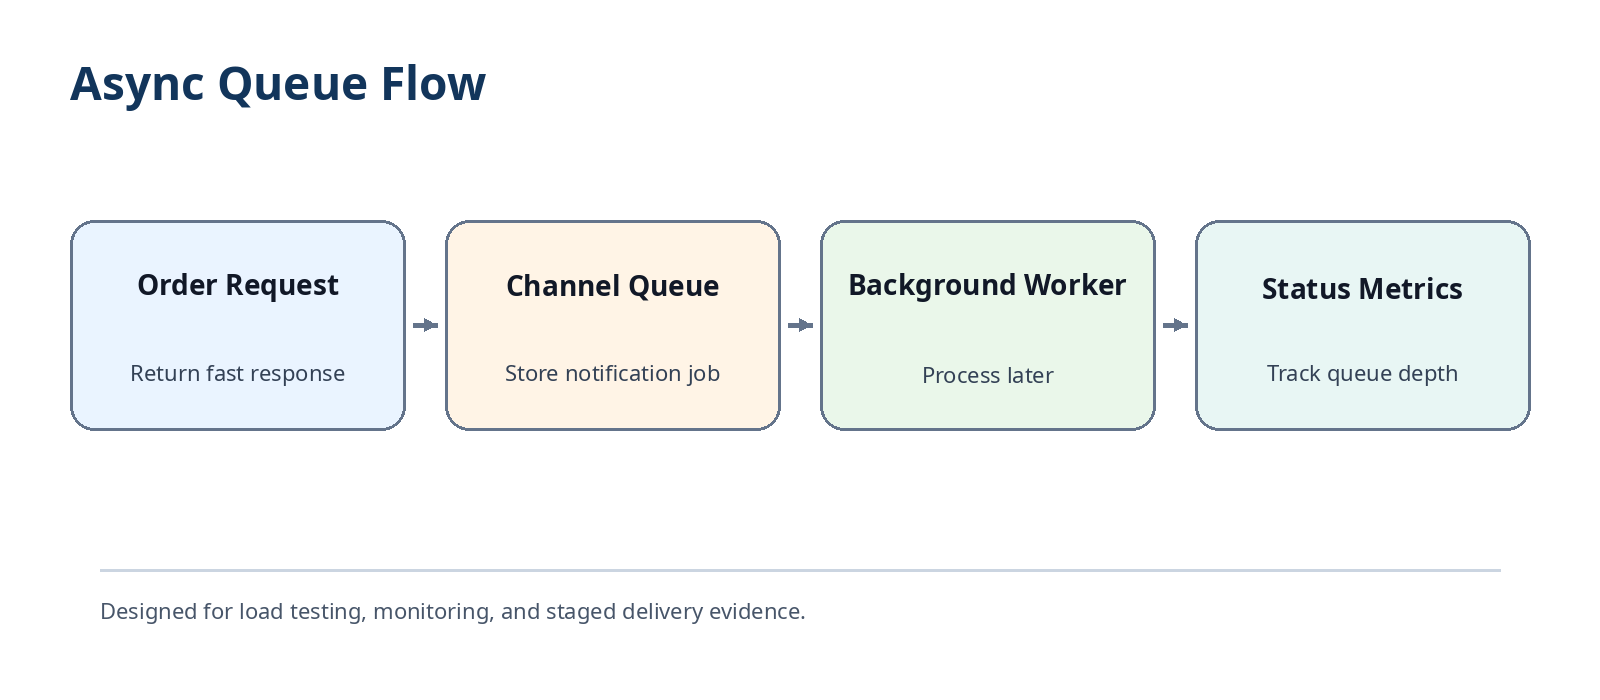 Async Queue Flow
Order Request
Return fast response
Channel Queue
Store notification job
Background Worker
Process later
Status Metrics
Track queue depth
Designed for load testing, monitoring, and staged delivery evidence.